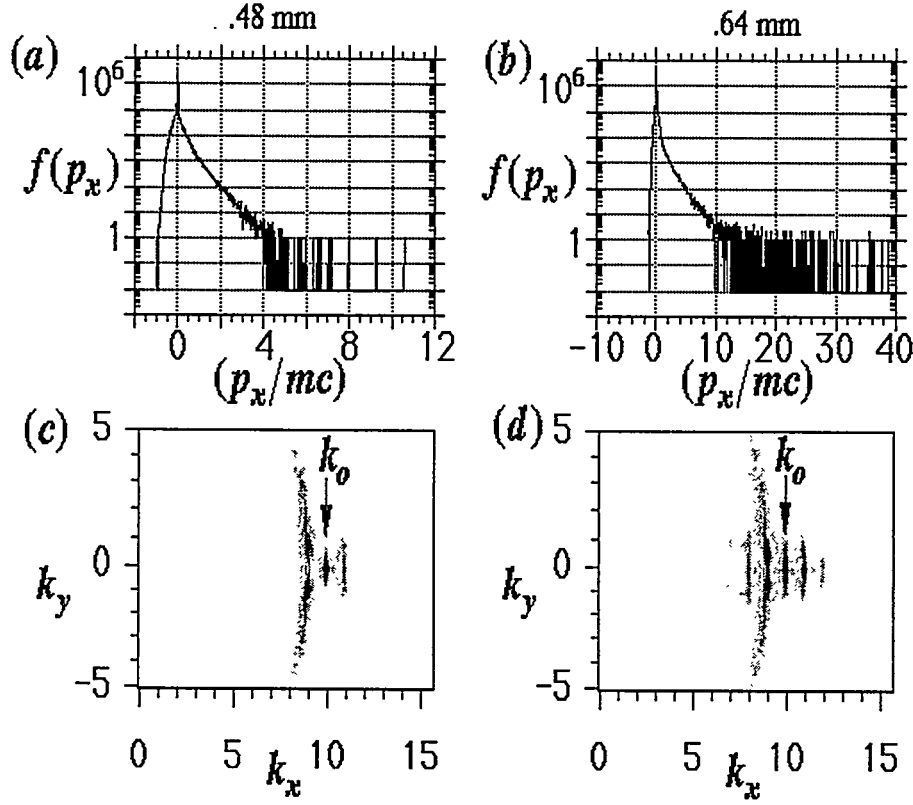 .48 mm
.64 mm
(a)
(b)
10^6
f(p_x)
1
0 4 8 12
(p_x/mc)
10^6
f(p_x)
1
-10 0 10 20 30 40
(p_x/mc)
(c)
(d)
5
0
-5
k_y
k_o
0 5 10 15
k_x
5
0
-5
k_y
k_o
0 5 10 15
k_x